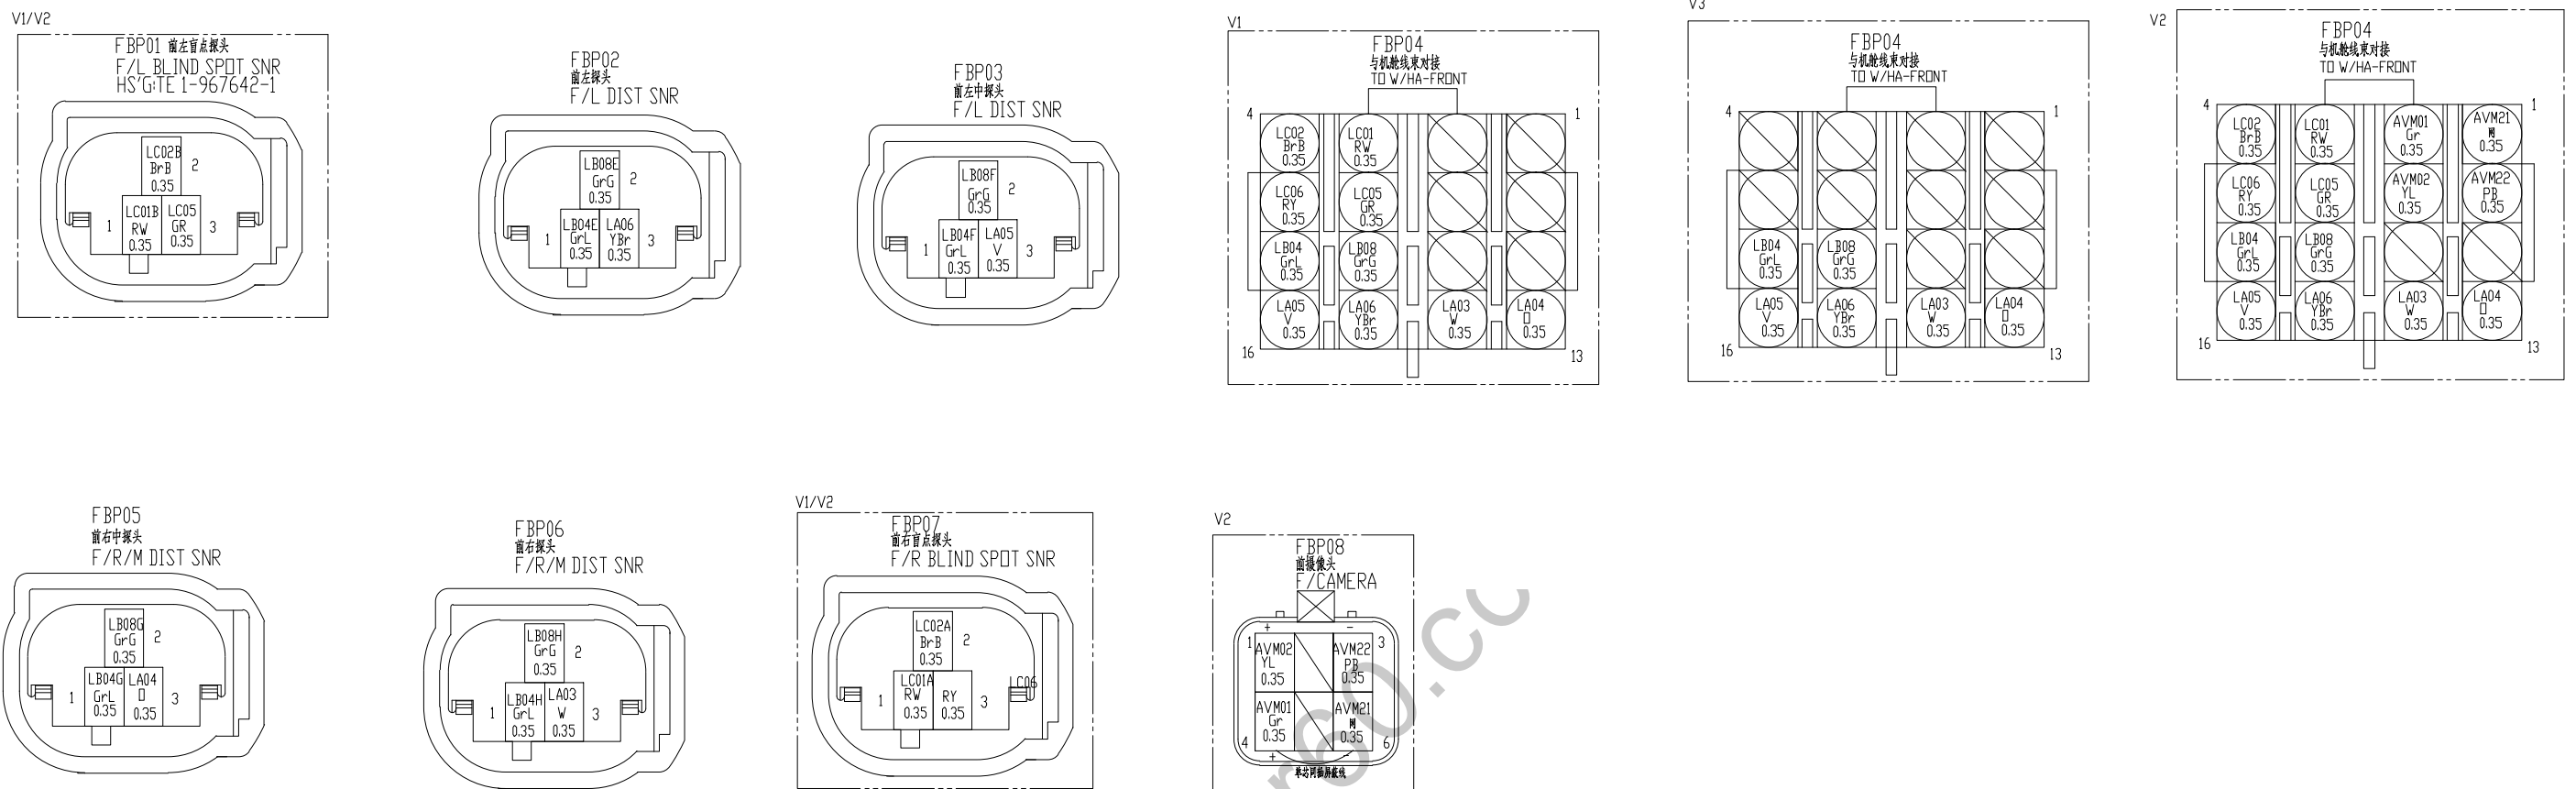 V1/V2
FBP01 前左盲点探头
F/L BLIND SPOT SNR
HS'G:TE 1-967642-1
LC02B
BrB
0.35
2
1
LC01B
RW
0.35
LC05
GR
0.35
3
FBP02
前左探头
F/L DIST SNR
LB08E
GrG
0.35
2
1
LB04E
GrL
0.35
LA06
YBr
0.35
3
FBP03
前左中探头
F/L DIST SNR
LB08F
GrG
0.35
2
1
LB04F
GrL
0.35
LA05
V
0.35
3
V1
FBP04
与机舱线束对接
TO W/HA-FRONT
4
1
LC02
BrB
0.35
LC01
RW
0.35
LC06
RY
0.35
LC05
GR
0.35
LB04
GrL
0.35
LB08
GrG
0.35
LA05
V
0.35
LA06
YBr
0.35
LA03
W
0.35
LA04
O
0.35
16
13
V3
FBP04
与机舱线束对接
TO W/HA-FRONT
4
1
LB04
GrL
0.35
LB08
GrG
0.35
LA05
V
0.35
LA06
YBr
0.35
LA03
W
0.35
LA04
O
0.35
16
13
V2
FBP04
与机舱线束对接
TO W/HA-FRONT
4
1
LC02
BrB
0.35
LC01
RW
0.35
AVM01
Gr
0.35
AVM21
网
0.35
LC06
RY
0.35
LC05
GR
0.35
AVM02
YL
0.35
AVM22
PB
0.35
LB04
GrL
0.35
LB08
GrG
0.35
LA05
V
0.35
LA06
YBr
0.35
LA03
W
0.35
LA04
O
0.35
16
13
FBP05
前右中探头
F/R/M DIST SNR
LB08G
GrG
0.35
2
1
LB04G
GrL
0.35
LA04
O
0.35
3
FBP06
前右探头
F/R/M DIST SNR
LB08H
GrG
0.35
2
1
LB04H
GrL
0.35
LA03
W
0.35
3
V1/V2
FBP07
前右盲点探头
F/R BLIND SPOT SNR
LC02A
BrB
0.35
2
1
LC01A
RW
0.35
RY
0.35
3
LC06
V2
FBP08
前摄像头
F/CAMERA
+
-
1
AVM02
YL
0.35
AVM22
PB
0.35
3
4
AVM01
Gr
0.35
AVM21
网
0.35
6
+
-
单芯同轴屏蔽线
r60.co